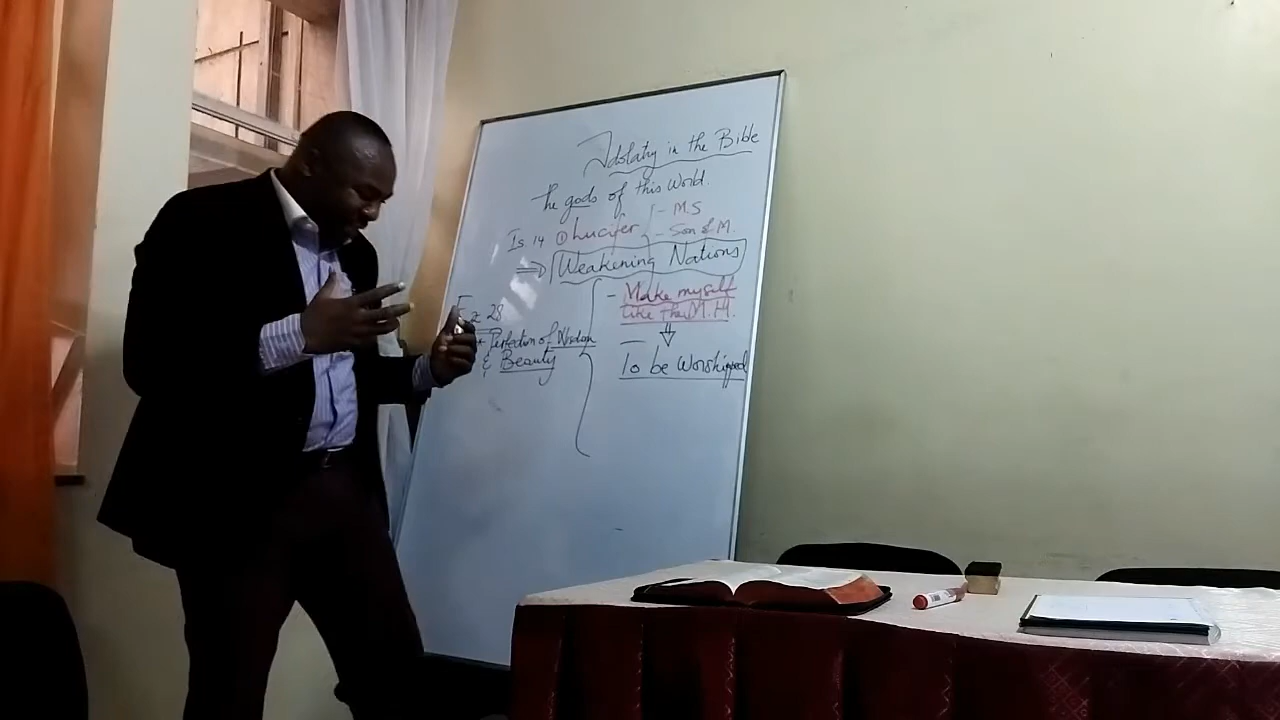 Idolatry in the Bible
The gods of this World.
Is. 14 ① Lucifer { - M.S
- Son of M.
⇒ Weakening Nations
- Make myself
like the M.H.
⇓
To be Worshipped
Ez 28
* Perfection of Wisdom
& Beauty